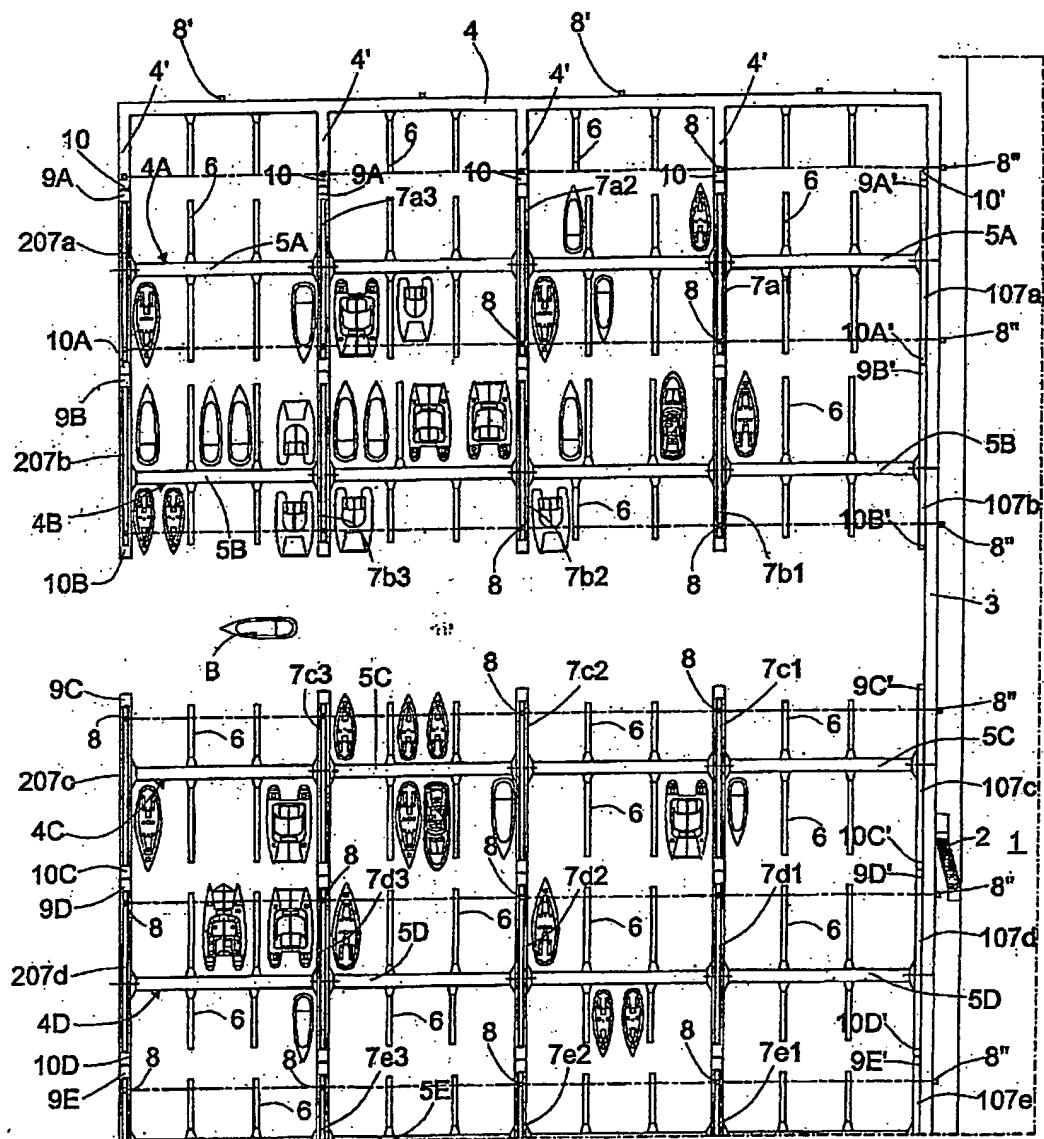 8' 4 8'
4' 4' 4' 4'
10 6 6 8 8"
9A 4A 6 10 9A 10 7a2 10 6 9A' 10'
7a3
207a 5A 5A
7a1
8 8 107a
10A 10A' 8"
9B 9B'
6
207b 5B
4B 6 107b
5B 10B' 8"
10B 7b3 8 7b2 8 7b1
3
B
9C 7c3 5C 8 7c2 8 7c1 9C'
8 8"
6 6 6
5C
207c 107c
4C 6 6 2 1
10C 8 8 10C'
9D 7d3 7d2 7d1 9D' 8"
8 6 6 6
5D
207d 107d
4D 5D
6 6 10D'
10D 8 8 7e3 8 7e2 8 7e1 9E' 8"
9E 6 5E 107e